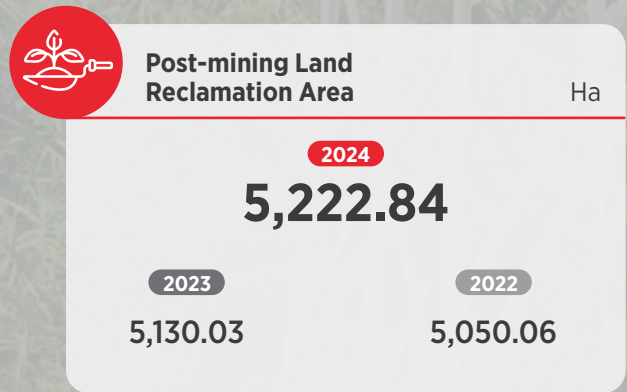 Post-mining Land
Reclamation Area
Ha
2024
5,222.84
2023
5,130.03
2022
5,050.06